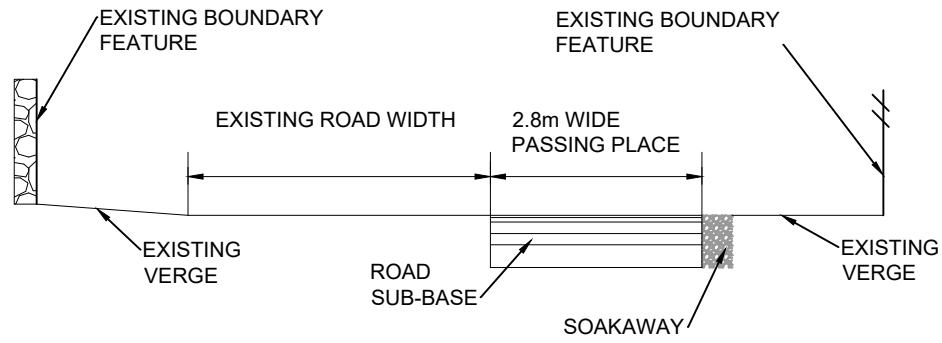 EXISTING BOUNDARY
FEATURE
EXISTING BOUNDARY
FEATURE
EXISTING ROAD WIDTH
2.8m WIDE
PASSING PLACE
EXISTING
VERGE
ROAD
SUB-BASE
SOAKAWAY
EXISTING
VERGE